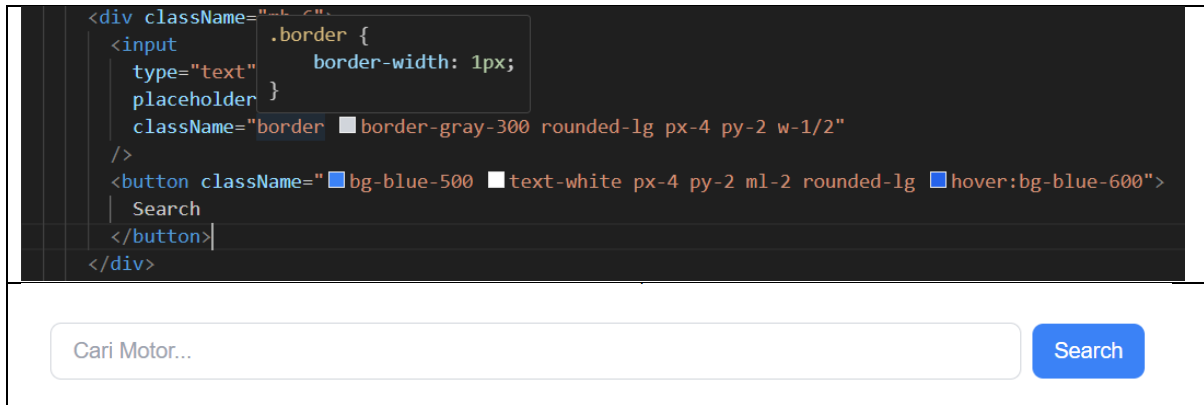 <div className="mb-6">
.border {
<input
border-width: 1px;
type="text"
}
placeholder
className="border border-gray-300 rounded-lg px-4 py-2 w-1/2"
/>
<button className="bg-blue-500 text-white px-4 py-2 ml-2 rounded-lg hover:bg-blue-600">
Search
</button>
</div>
Cari Motor... Search